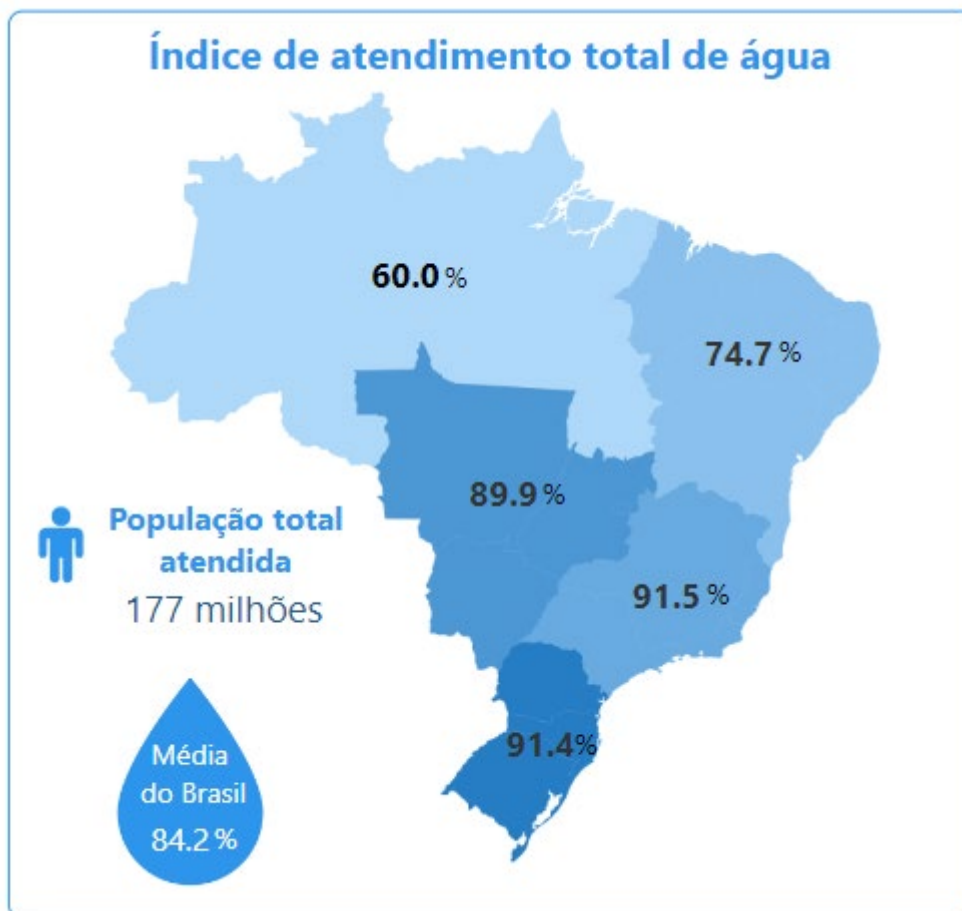 Índice de atendimento total de água
60.0 %
74.7 %
89.9 %
População total
atendida
177 milhões
91.5 %
91.4%
Média
do Brasil
84.2 %